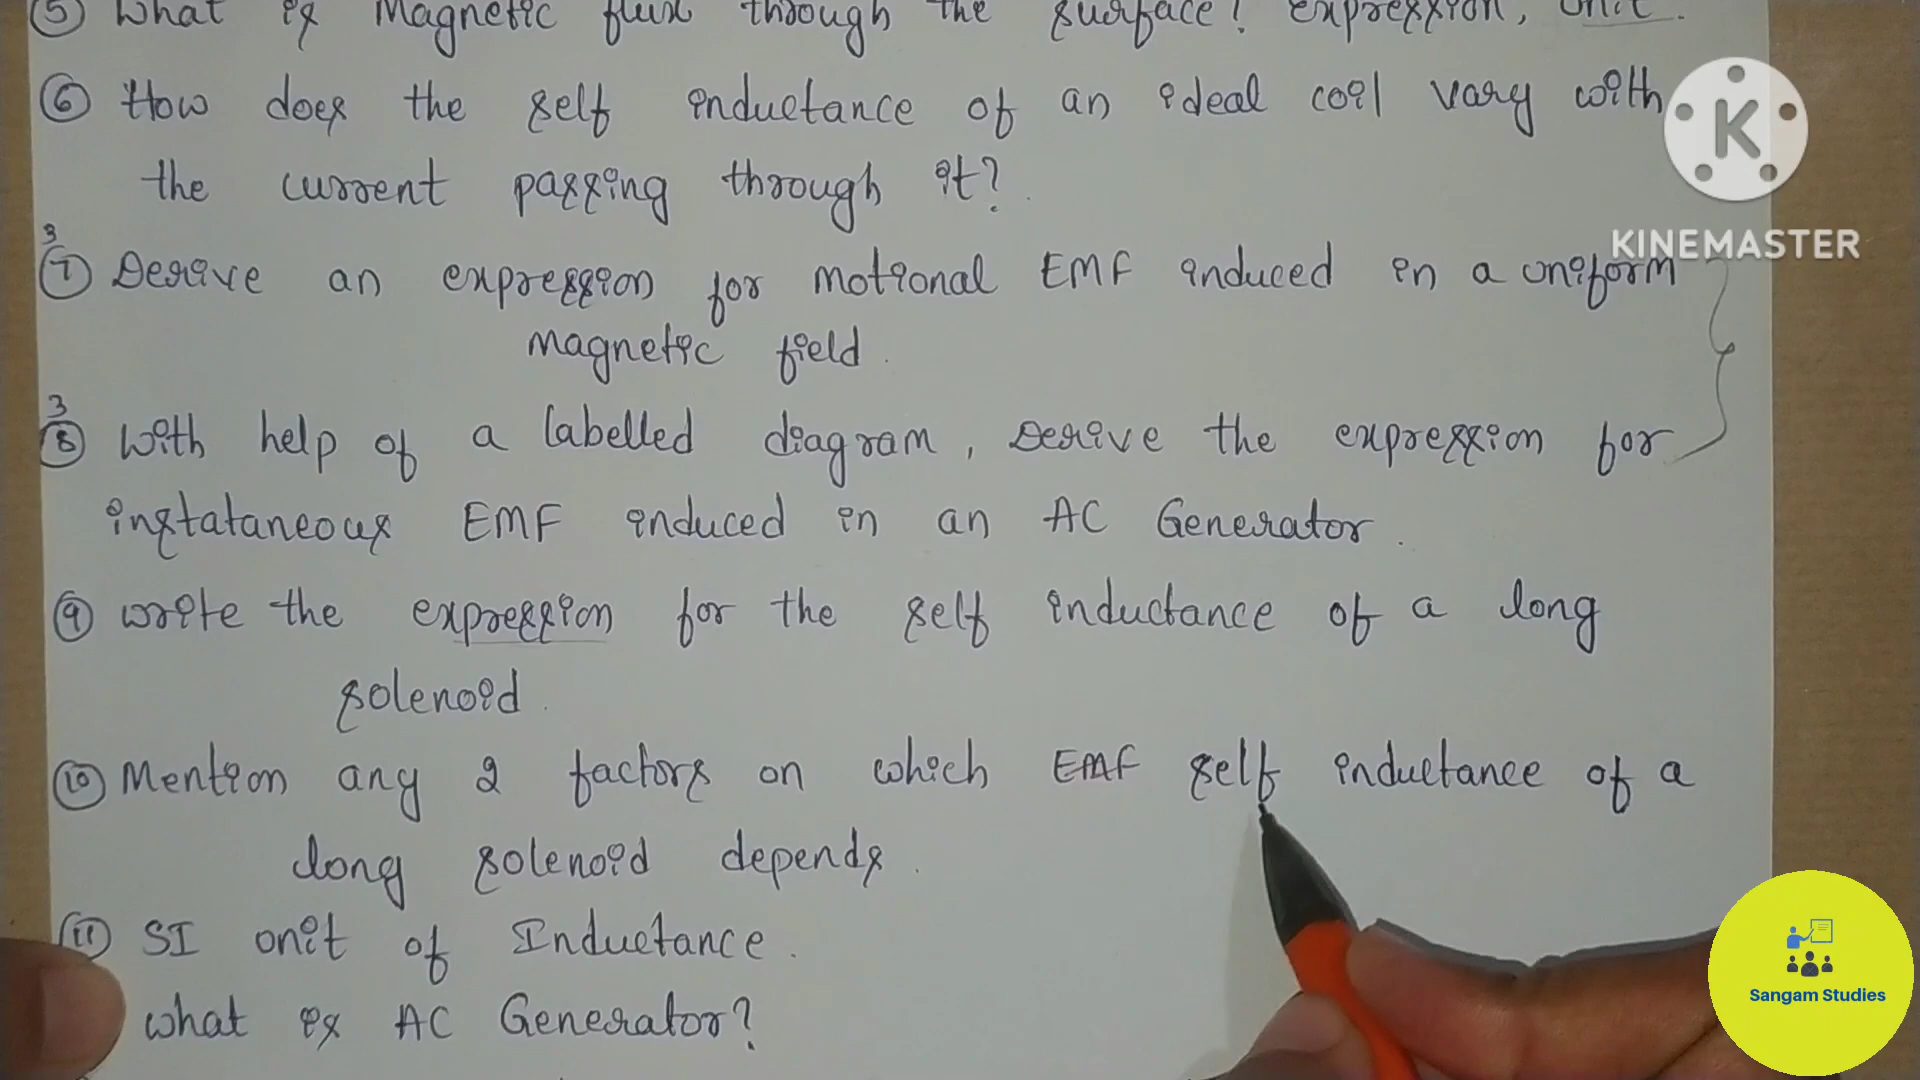 5 What is Magnetic flux through the surface? expression, Unit.
6 How does the self inductance of an ideal coil vary with
the current passing through it?
3
7 Derive an expression for motional EMF induced in a uniform
magnetic field.
3
8 With help of a labelled diagram, Derive the expression for
instataneous EMF induced in an AC Generator.
9 write the expression for the self inductance of a long
solenoid.
10 Mention any 2 factors on which EMF self inductance of a
long solenoid depends.
11 SI unit of Inductance.
what is AC Generator?
K
KINEMASTER
Sangam Studies